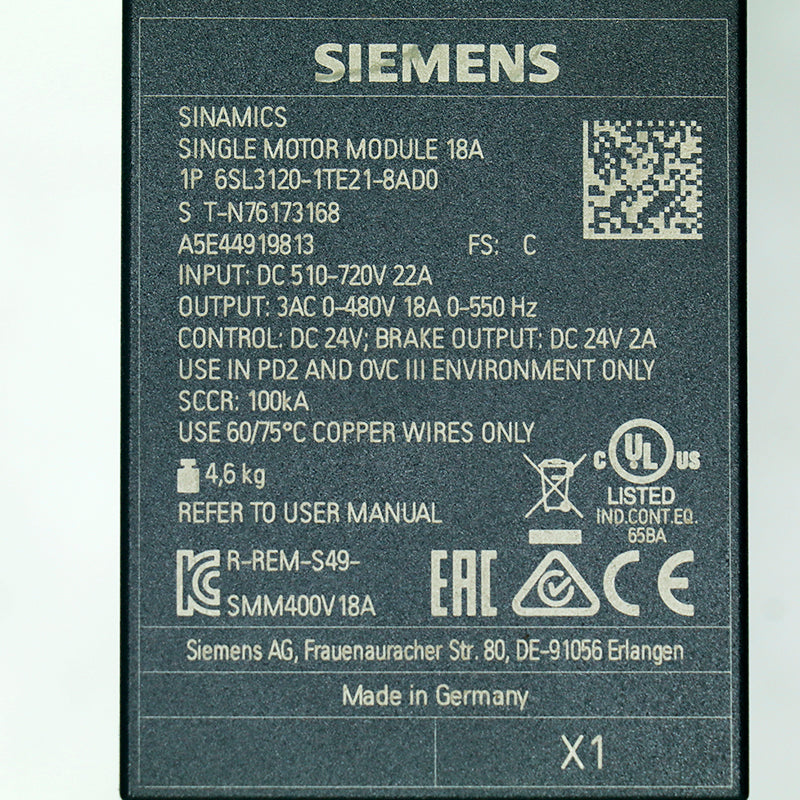 SIEMENS
SINAMICS
SINGLE MOTOR MODULE 18A
1P 6SL3120-1TE21-8AD0
S T-N76173168
A5E44919813 FS: C
INPUT: DC 510-720V 22A
OUTPUT: 3AC 0-480V 18A 0-550 Hz
CONTROL: DC 24V; BRAKE OUTPUT: DC 24V 2A
USE IN PD2 AND OVC III ENVIRONMENT ONLY
SCCR: 100kA
USE 60/75°C COPPER WIRES ONLY
4,6 kg
C UL US
LISTED
IND.CONT.EQ.
65BA
REFER TO USER MANUAL
R-REM-S49-
SMM400V18A
EAC CE
Siemens AG, Frauenauracher Str. 80, DE-91056 Erlangen
Made in Germany
X1